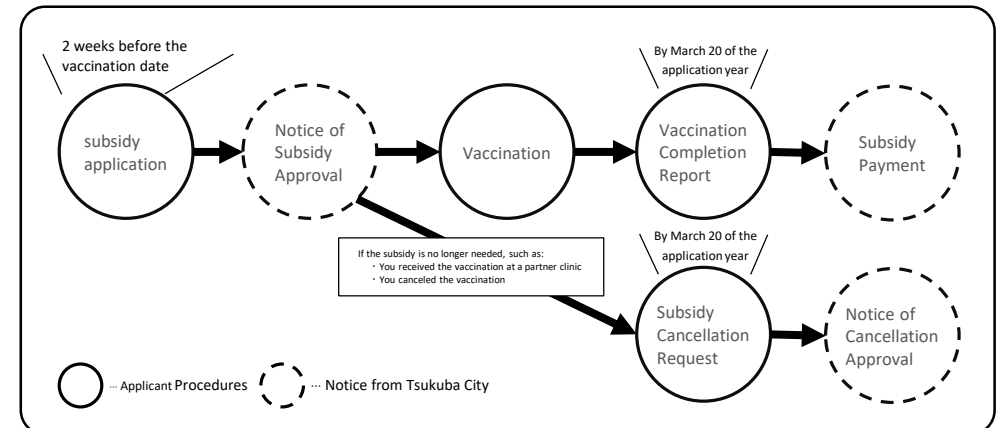 2 weeks before the
vaccination date
subsidy
application
Notice of
Subsidy
Approval
Vaccination
By March 20 of the
application year
Vaccination
Completion
Report
Subsidy
Payment
If the subsidy is no longer needed, such as:
・You received the vaccination at a partner clinic
・You canceled the vaccination
By March 20 of the
application year
Subsidy
Cancellation
Request
Notice of
Cancellation
Approval
… Applicant Procedures
… Notice from Tsukuba City